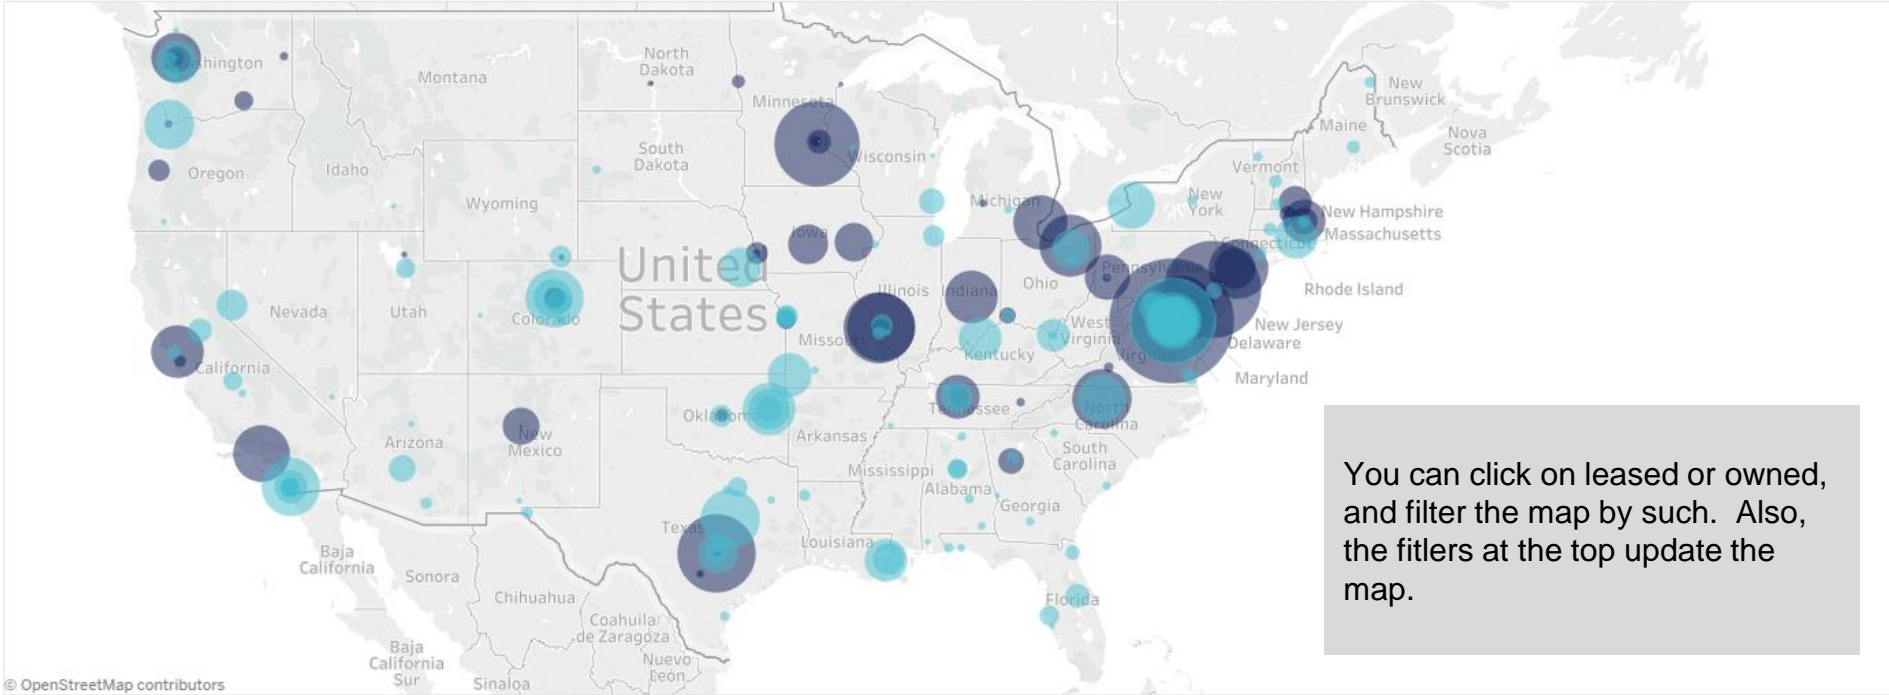 North
Dakota
Montana
Minnesota
New
Brunswick
Maine
Nova
Scotia
South
Dakota
Wisconsin
Vermont
Oregon
Idaho
Wyoming
Michigan
New
York
New Hampshire
Massachusetts
Connecticut
Iowa
United
States
Pennsylvania
Rhode Island
Nevada
Utah
Colorado
Illinois
Indiana
Ohio
New Jersey
Delaware
Maryland
West
Virginia
Virginia
Missouri
Kentucky
California
Oklahoma
Tennessee
North
Carolina
Arkansas
Arizona
New
Mexico
South
Carolina
Mississippi
Alabama
Georgia
Texas
Louisiana
Florida
You can click on leased or owned,
and filter the map by such. Also,
the fitlers at the top update the
map.
Baja
California
Sonora
Chihuahua
Coahuila
de Zaragoza
Baja
California
Sur
Sinaloa
Nuevo
León
© OpenStreetMap contributors